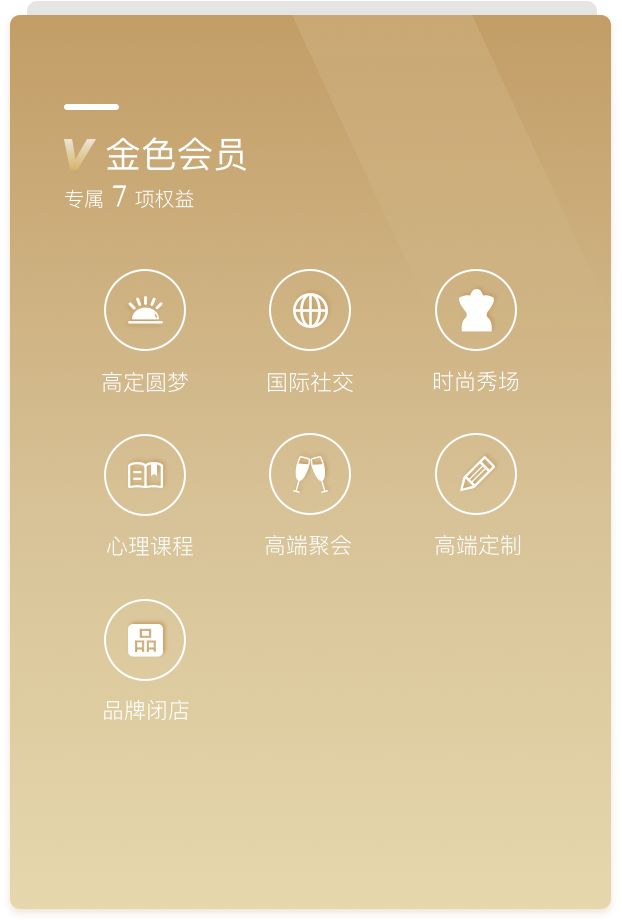 V 金色会员
专属 7 项权益
高定圆梦 国际社交 时尚秀场
心理课程 高端聚会 高端定制
品
品牌闭店